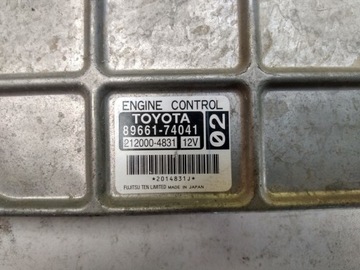 ENGINE CONTROL
TOYOTA
89661-74041
02
212000-4831 12V
*2014831J*
FUJITSU TEN LIMITED MADE IN JAPAN